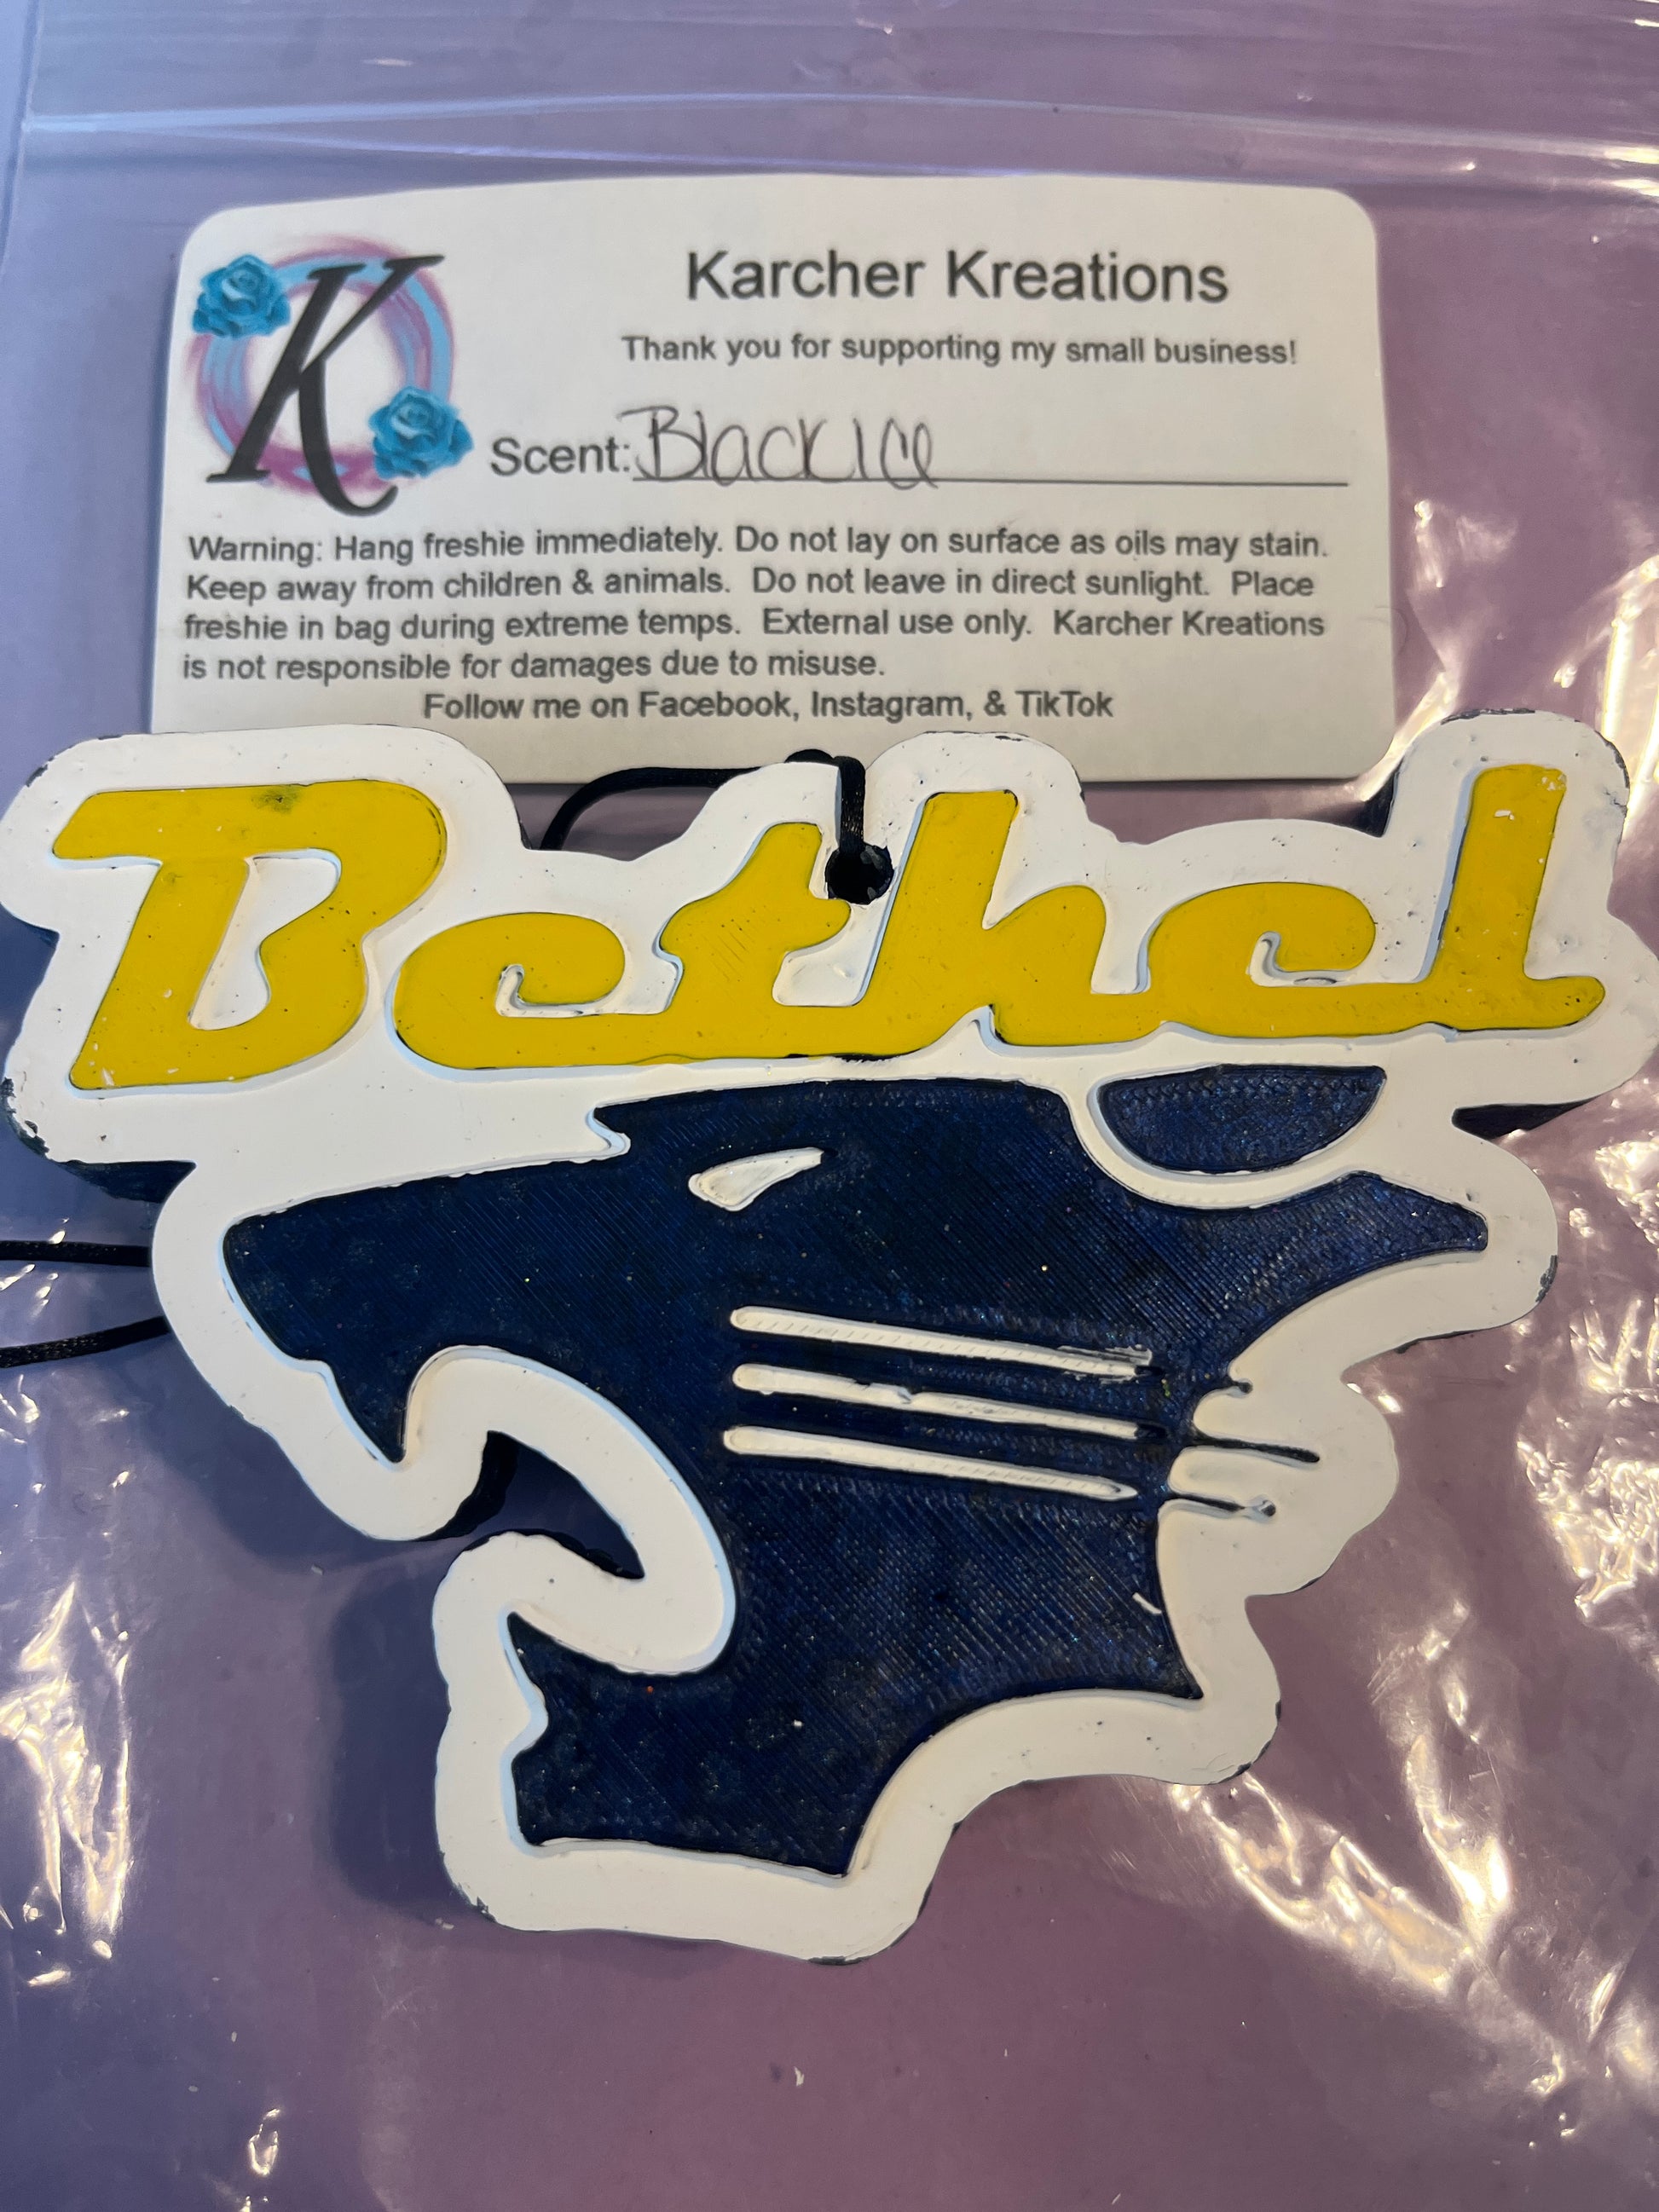 K
Karcher Kreations
Thank you for supporting my small business!
Scent: Black Ice
Warning: Hang freshie immediately. Do not lay on surface as oils may stain.
Keep away from children & animals. Do not leave in direct sunlight. Place
freshie in bag during extreme temps. External use only. Karcher Kreations
is not responsible for damages due to misuse.
Follow me on Facebook, Instagram, & TikTok
Bethel